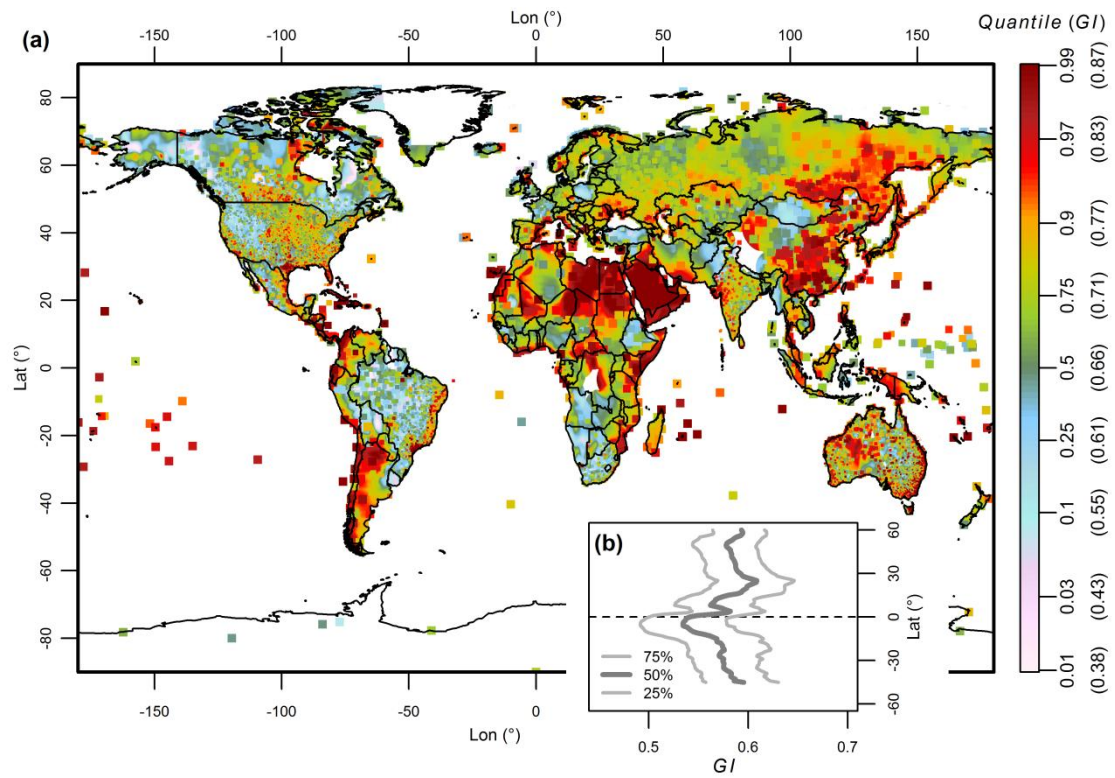 Lon (°)
Quantile (GI)
(a)
-150 -100 -50 0 50 100 150
80
60
40
20
0
-20
-40
-60
-80
Lat (°)
0.99 (0.87)
0.97 (0.83)
0.9 (0.77)
0.75 (0.71)
0.5 (0.66)
0.25 (0.61)
0.1 (0.55)
0.03 (0.43)
0.01 (0.38)
(b)
60
30
0
-30
-60
Lat (°)
75%
50%
25%
-150 -100 -50 0
Lon (°)
0.5 0.6 0.7
GI